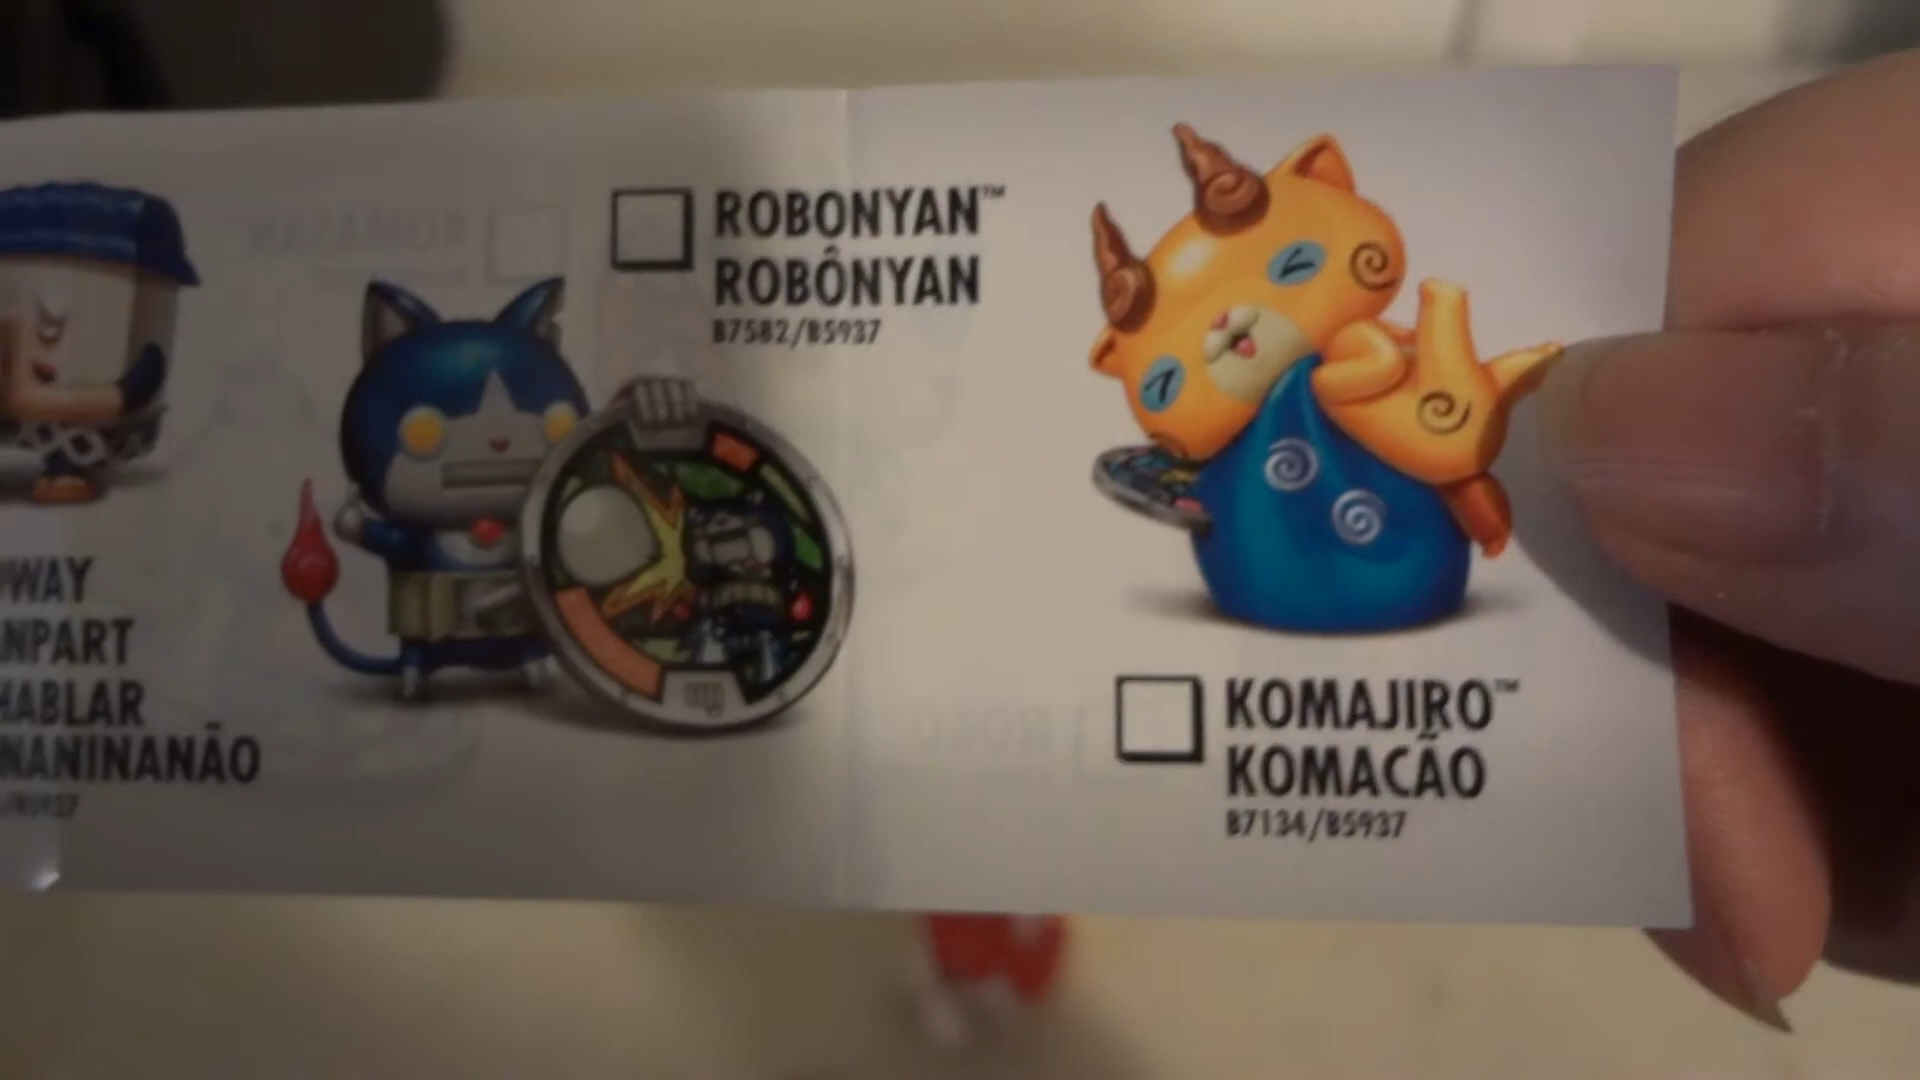 WAY
NPART
HABLAR
NANINANÃO
ROBONYAN™
ROBÔNYAN
B7582/B5937
KOMAJIRO™
KOMACÃO
B7134/B5937